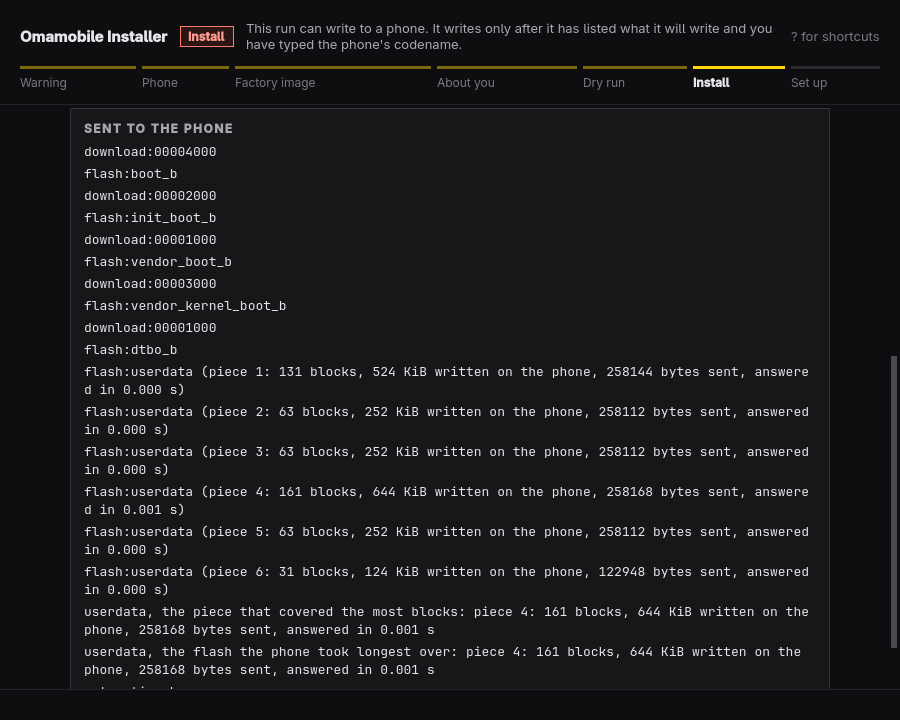 Omamobile Installer
Install
This run can write to a phone. It writes only after it has listed what it will write and you
have typed the phone's codename.
? for shortcuts
Warning
Phone
Factory image
About you
Dry run
Install
Set up
SENT TO THE PHONE
download:00004000
flash:boot_b
download:00002000
flash:init_boot_b
download:00001000
flash:vendor_boot_b
download:00003000
flash:vendor_kernel_boot_b
download:00001000
flash:dtbo_b
flash:userdata (piece 1: 131 blocks, 524 KiB written on the phone, 258144 bytes sent, answere
d in 0.000 s)
flash:userdata (piece 2: 63 blocks, 252 KiB written on the phone, 258112 bytes sent, answered
in 0.000 s)
flash:userdata (piece 3: 63 blocks, 252 KiB written on the phone, 258112 bytes sent, answered
in 0.000 s)
flash:userdata (piece 4: 161 blocks, 644 KiB written on the phone, 258168 bytes sent, answere
d in 0.001 s)
flash:userdata (piece 5: 63 blocks, 252 KiB written on the phone, 258112 bytes sent, answered
in 0.000 s)
flash:userdata (piece 6: 31 blocks, 124 KiB written on the phone, 122948 bytes sent, answered
in 0.000 s)
userdata, the piece that covered the most blocks: piece 4: 161 blocks, 644 KiB written on the
phone, 258168 bytes sent, answered in 0.001 s
userdata, the flash the phone took longest over: piece 4: 161 blocks, 644 KiB written on the
phone, 258168 bytes sent, answered in 0.001 s